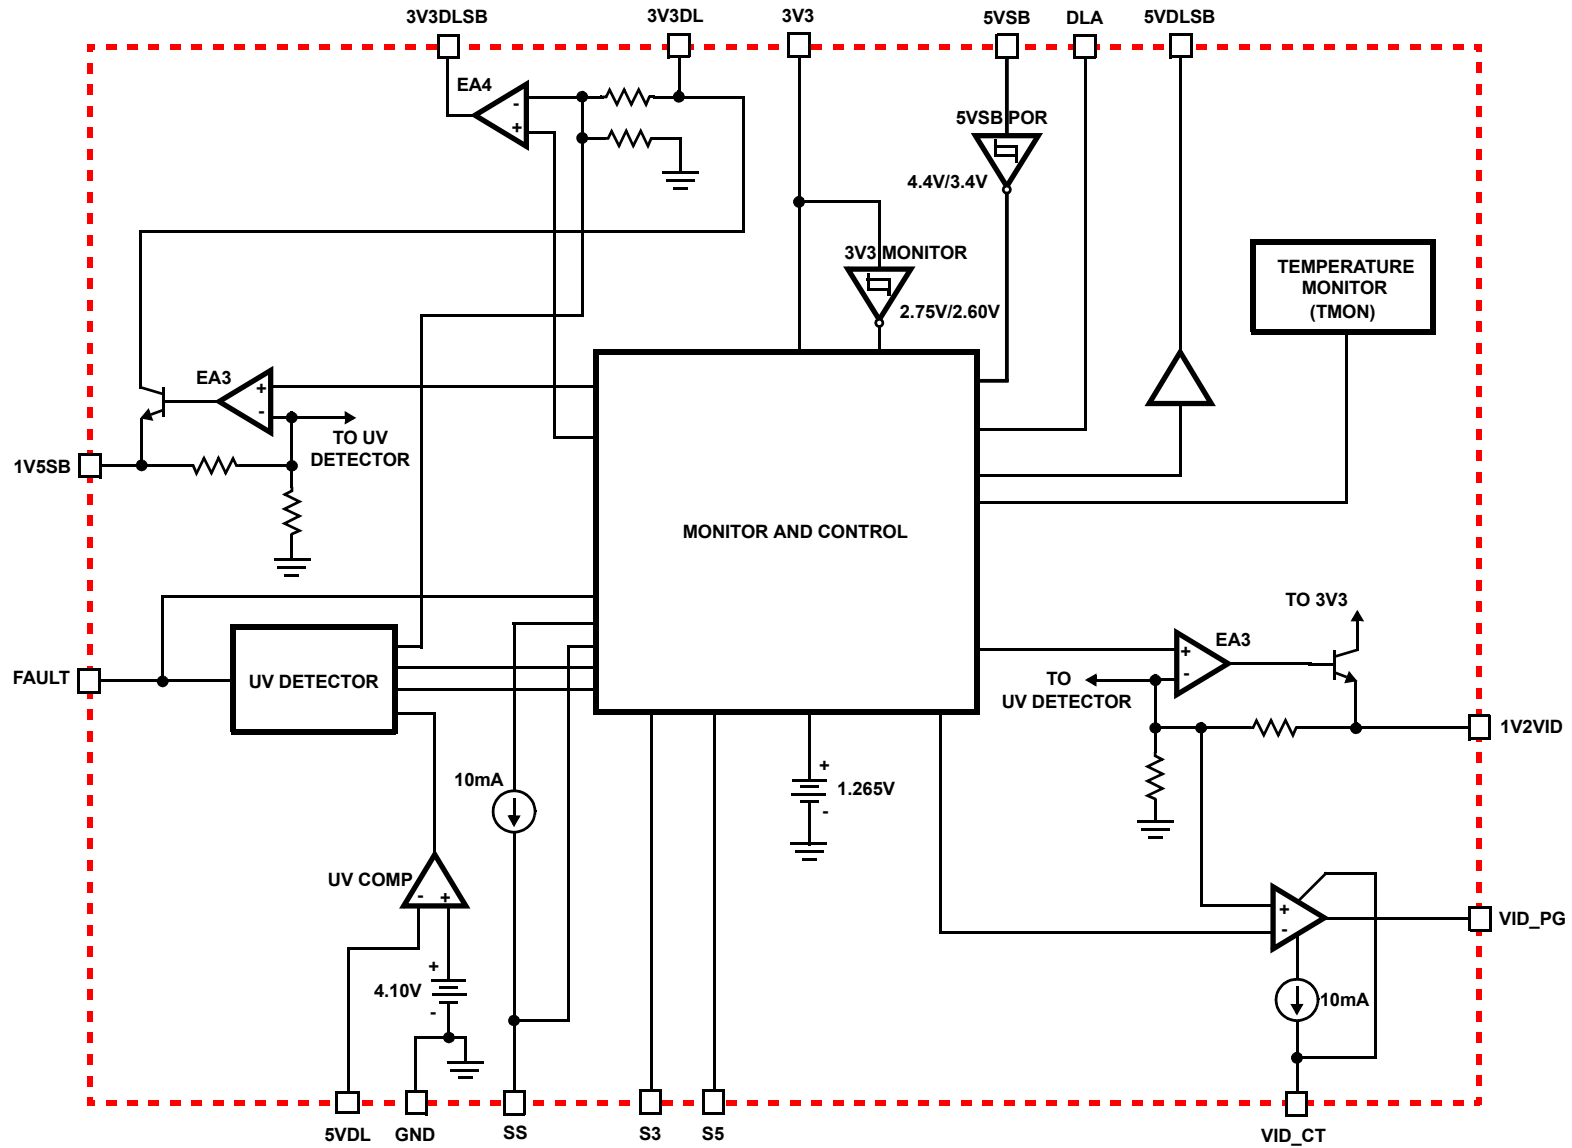 3V3DLSB
3V3DL
3V3
5VSB
DLA
5VDLSB
EA4
-
+
5VSB POR
4.4V/3.4V
3V3 MONITOR
2.75V/2.60V
TEMPERATURE
MONITOR
(TMON)
EA3
+
-
TO UV
DETECTOR
1V5SB
MONITOR AND CONTROL
TO 3V3
EA3
+
-
TO
UV DETECTOR
FAULT
UV DETECTOR
1V2VID
10mA
+
1.265V
-
UV COMP
-
+
+
4.10V
-
+
-
VID_PG
10mA
5VDL
GND
SS
S3
S5
VID_CT